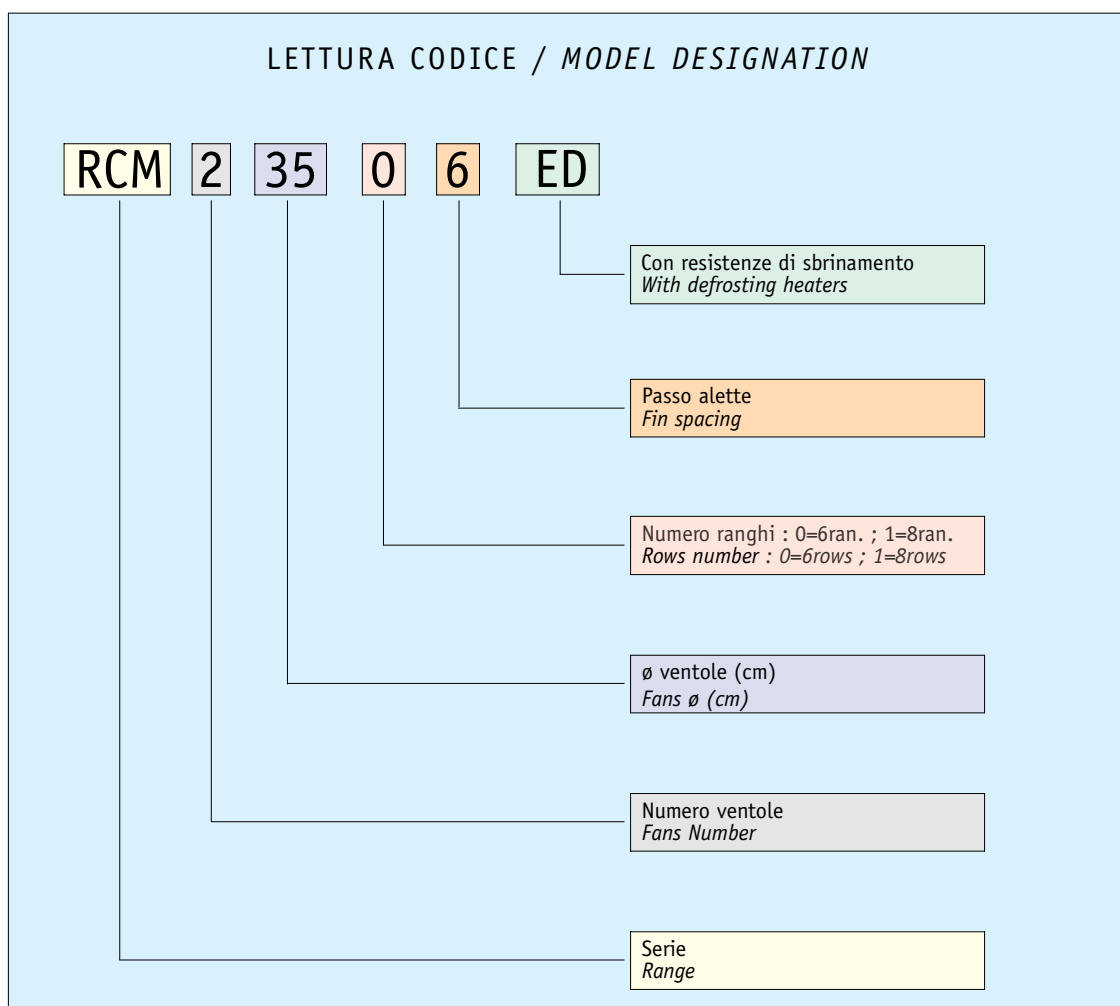 LETTURA CODICE / MODEL DESIGNATION
RCM 2 35 0 6 ED
Con resistenze di sbrinamento
With defrosting heaters
Passo alette
Fin spacing
Numero ranghi : 0=6ran. ; 1=8ran.
Rows number : 0=6rows ; 1=8rows
ø ventole (cm)
Fans ø (cm)
Numero ventole
Fans Number
Serie
Range